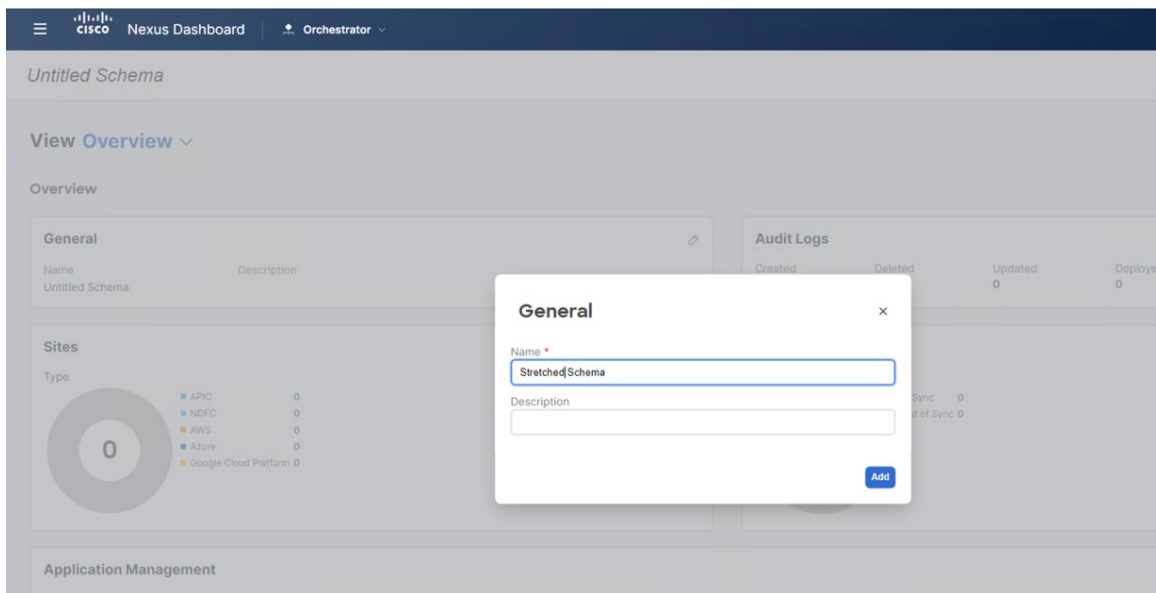 cisco Nexus Dashboard Orchestrator
Untitled Schema
View Overview
Overview
General
Name Description
Untitled Schema
Audit Logs
Created Deleted Updated Deploye
0 0
General
Name *
Stretched Schema
Description
Add
Sites
Type
0
APIC 0
NDFC 0
AWS 0
Azure 0
Google Cloud Platform 0
Sync 0
ut of Sync 0
Application Management